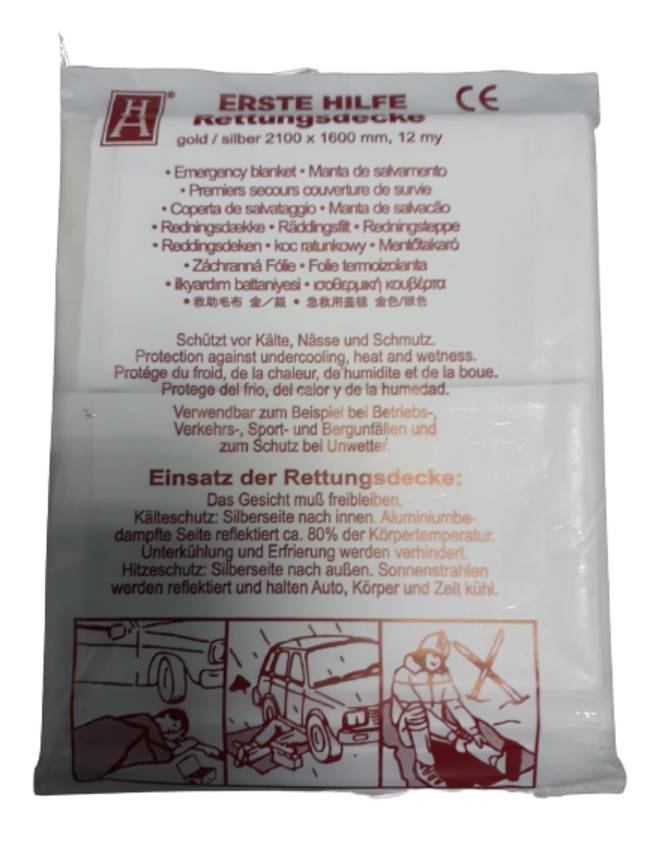 HA®
ERSTE HILFE
CE
Rettungsdecke
gold / silber 2100 x 1600 mm, 12 my
• Emergency blanket • Manta de salvamento
• Premiers secours couverture de survie
• Coperta de salvataggio • Manta de salvacão
• Redningsdække • Räddingsfilt • Redningsteppe
• Reddingsdeken • koc ratunkowy • Mentőtakaró
• Záchranná Fólie • Folie termoizolanta
• ilkyardım battaniyesi • ισοθερμική κουβέρτα
• 救助毛布 金／銀 • 急救用盖毯 金色/银色
Schützt vor Kälte, Nässe und Schmutz.
Protection against undercooling, heat and wetness.
Protége du froid, de la chaleur, de humidite et de la boue.
Protege del frio, del calor y de la humedad.
Verwendbar zum Beispiel bei Betriebs-,
Verkehrs-, Sport- und Bergunfällen und
zum Schutz bei Unwetter.
Einsatz der Rettungsdecke:
Das Gesicht muß freibleiben.
Kälteschutz: Silberseite nach innen. Aluminiumbe-
dampfte Seite reflektiert ca. 80% der Körpertemperatur.
Unterkühlung und Erfrierung werden verhindert.
Hitzeschutz: Silberseite nach außen. Sonnenstrahlen
werden reflektiert und halten Auto, Körper und Zelt kühl.